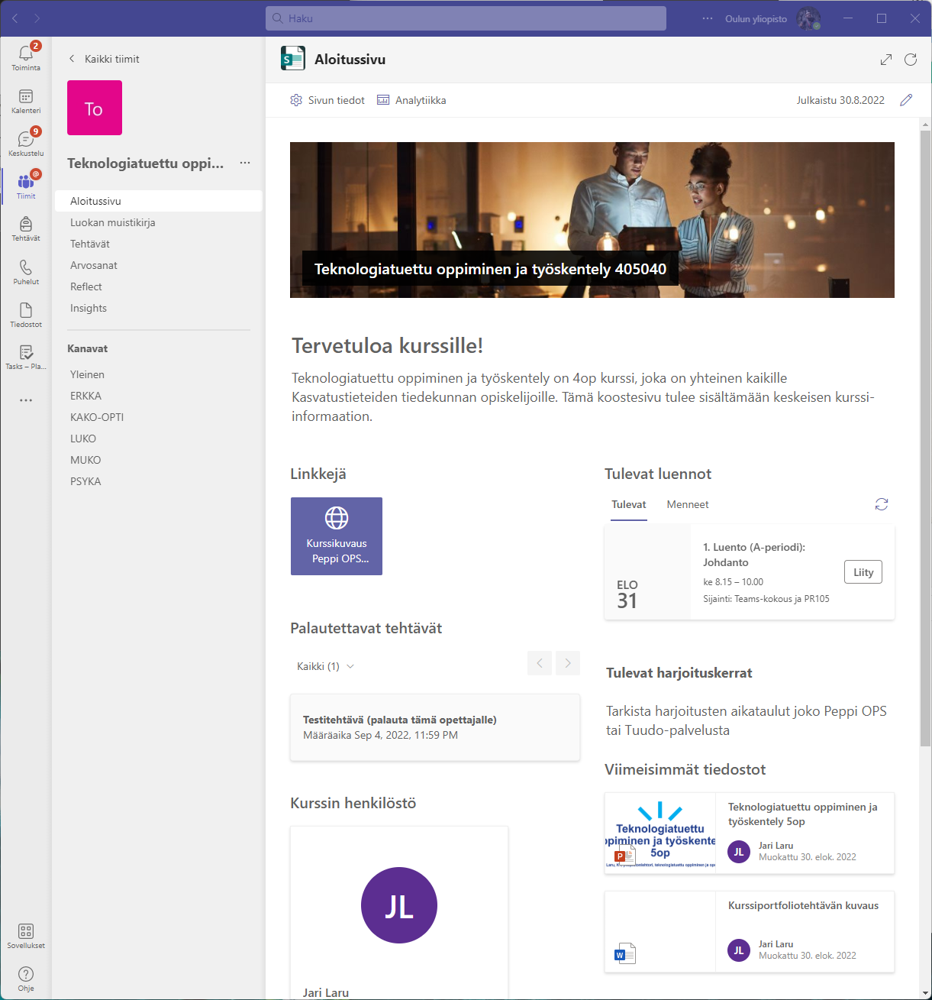 Haku
Oulun yliopisto
2
Toiminta
Kalenteri
9
Keskustelu
@
Tiimit
Tehtävät
Puhelut
Tiedostot
Tasks – Pla...
Sovellukset
Ohje
Kaikki tiimit
To
Teknologiatuettu oppi...
Aloitussivu
Luokan muistikirja
Tehtävät
Arvosanat
Reflect
Insights
Kanavat
Yleinen
ERKKA
KAKO-OPTI
LUKO
MUKO
PSYKA
S
Aloitussivu
Sivun tiedot
Analytiikka
Julkaistu 30.8.2022
Teknologiatuettu oppiminen ja työskentely 405040
Tervetuloa kurssille!
Teknologiatuettu oppiminen ja työskentely on 4op kurssi, joka on yhteinen kaikille
Kasvatustieteiden tiedekunnan opiskelijoille. Tämä koostesivu tulee sisältämään keskeisen kurssi-
informaation.
Linkkejä
Kurssikuvaus
Peppi OPS...
Palautettavat tehtävät
Kaikki (1)
Testitehtävä (palauta tämä opettajalle)
Määräaika Sep 4, 2022, 11:59 PM
Kurssin henkilöstö
JL
Jari Laru
Tulevat luennot
Tulevat
Menneet
ELO
31
1. Luento (A-periodi):
Johdanto
ke 8.15 – 10.00
Sijainti: Teams-kokous ja PR105
Liity
Tulevat harjoituskerrat
Tarkista harjoitusten aikataulut joko Peppi OPS
tai Tuudo-palvelusta
Viimeisimmät tiedostot
Teknologiatuettu
ppiminen ja työskente
5op
P
Teknologiatuettu oppiminen ja
työskentely 5op
JL
Jari Laru
Muokattu 30. elok. 2022
W
Kurssiportfoliotehtävän kuvaus
JL
Jari Laru
Muokattu 30. elok. 2022